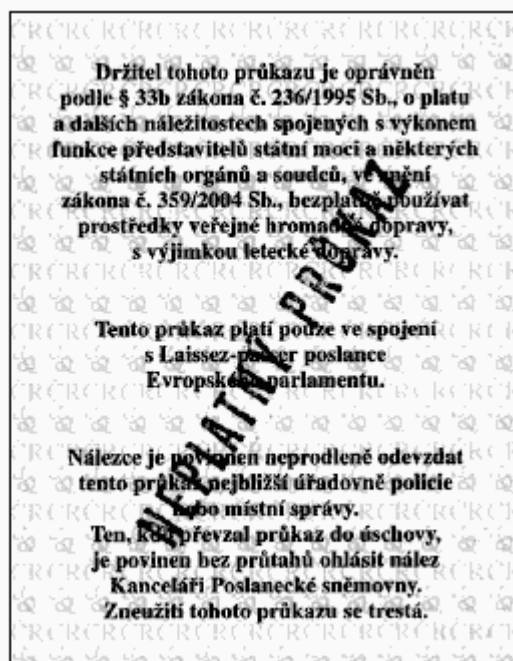 Držitel tohoto průkazu je oprávněn
podle § 33b zákona č. 236/1995 Sb., o platu
a dalších náležitostech spojených s výkonem
funkce představitelů státní moci a některých
státních orgánů a soudců, ve znění
zákona č. 359/2004 Sb., bezplatně používat
prostředky veřejné hromadné dopravy,
s výjimkou letecké dopravy.
Tento průkaz platí pouze ve spojení
s Laissez-passer poslance
Evropského parlamentu.
Nálezce je povinen neprodleně odevzdat
tento průkaz nejbližší úřadovně policie
nebo místní správy.
Ten, kdo převzal průkaz do úschovy,
je povinen bez průtahů ohlásit nález
Kanceláři Poslanecké sněmovny.
Zneužití tohoto průkazu se trestá.
NEPLATNÝ PRŮKAZ